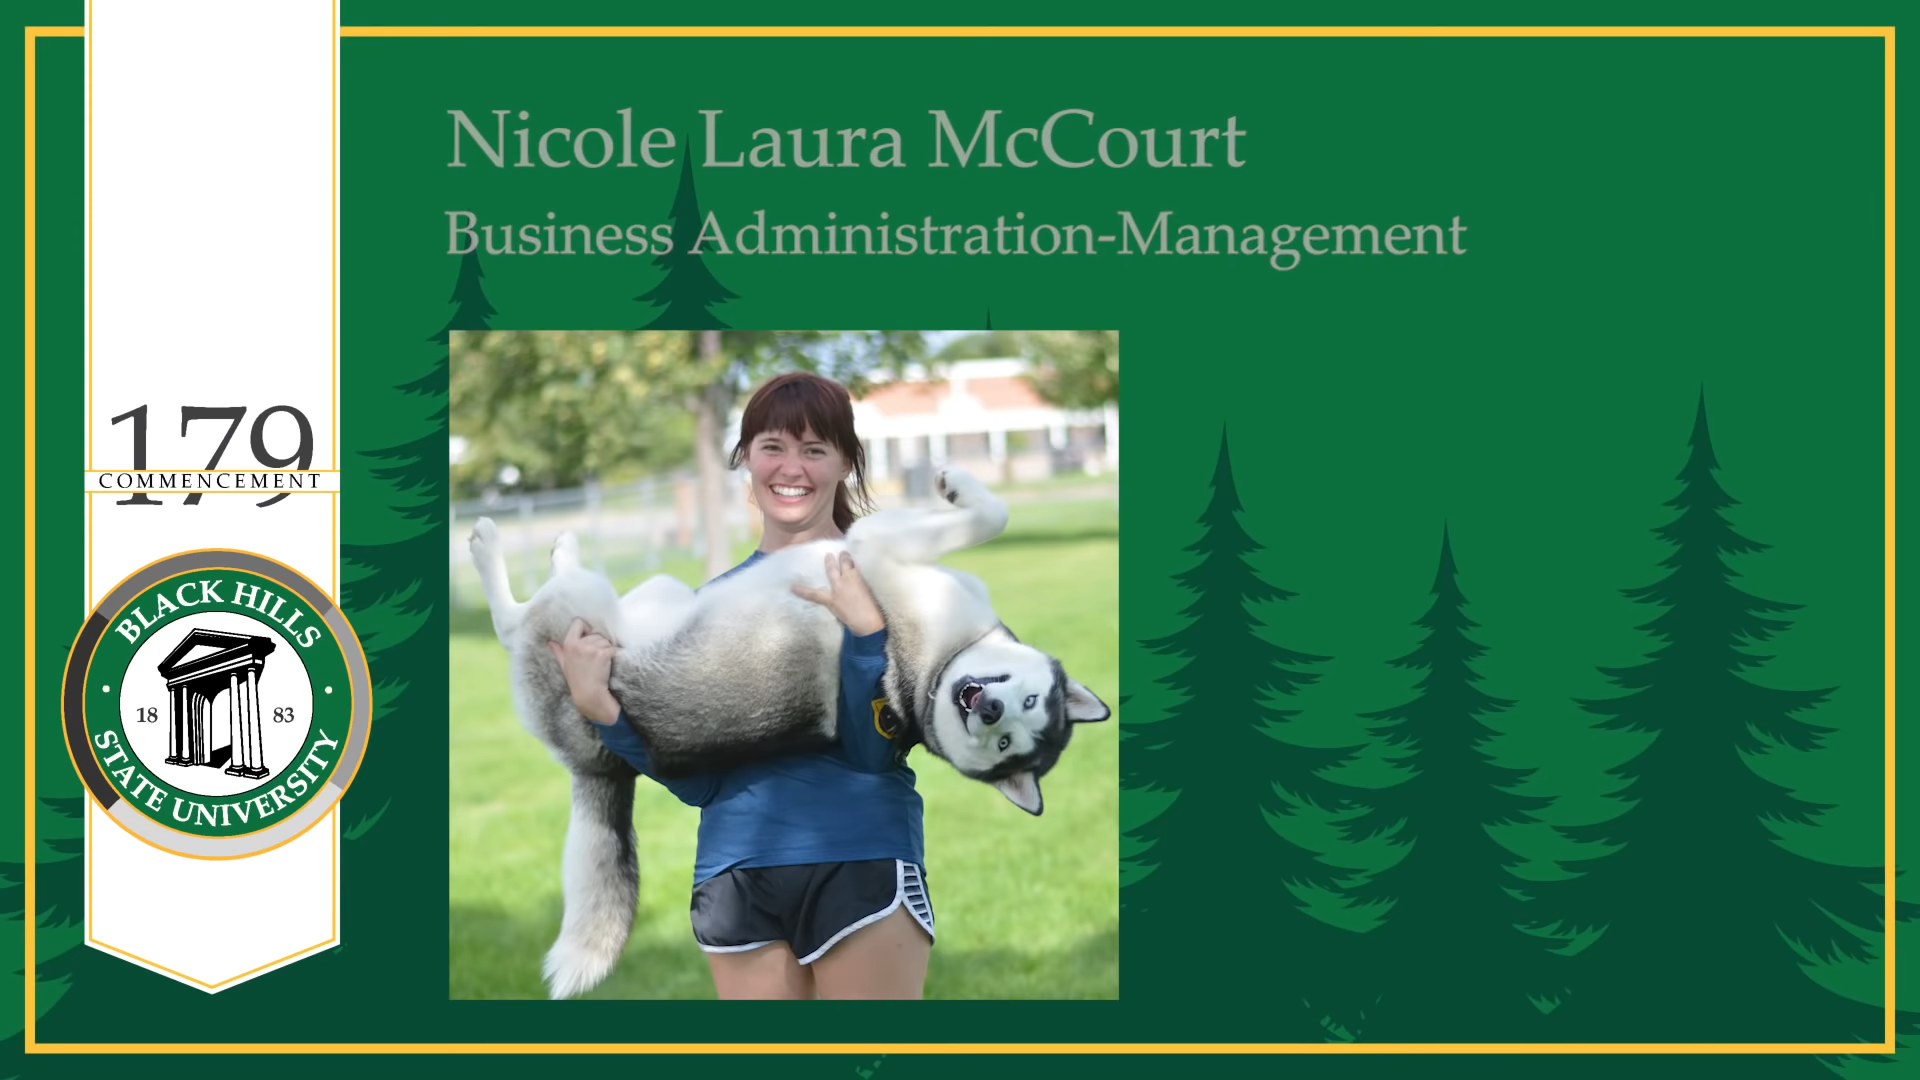 Nicole Laura McCourt
Business Administration-Management
179
COMMENCEMENT
BLACK HILLS
18 83
STATE UNIVERSITY